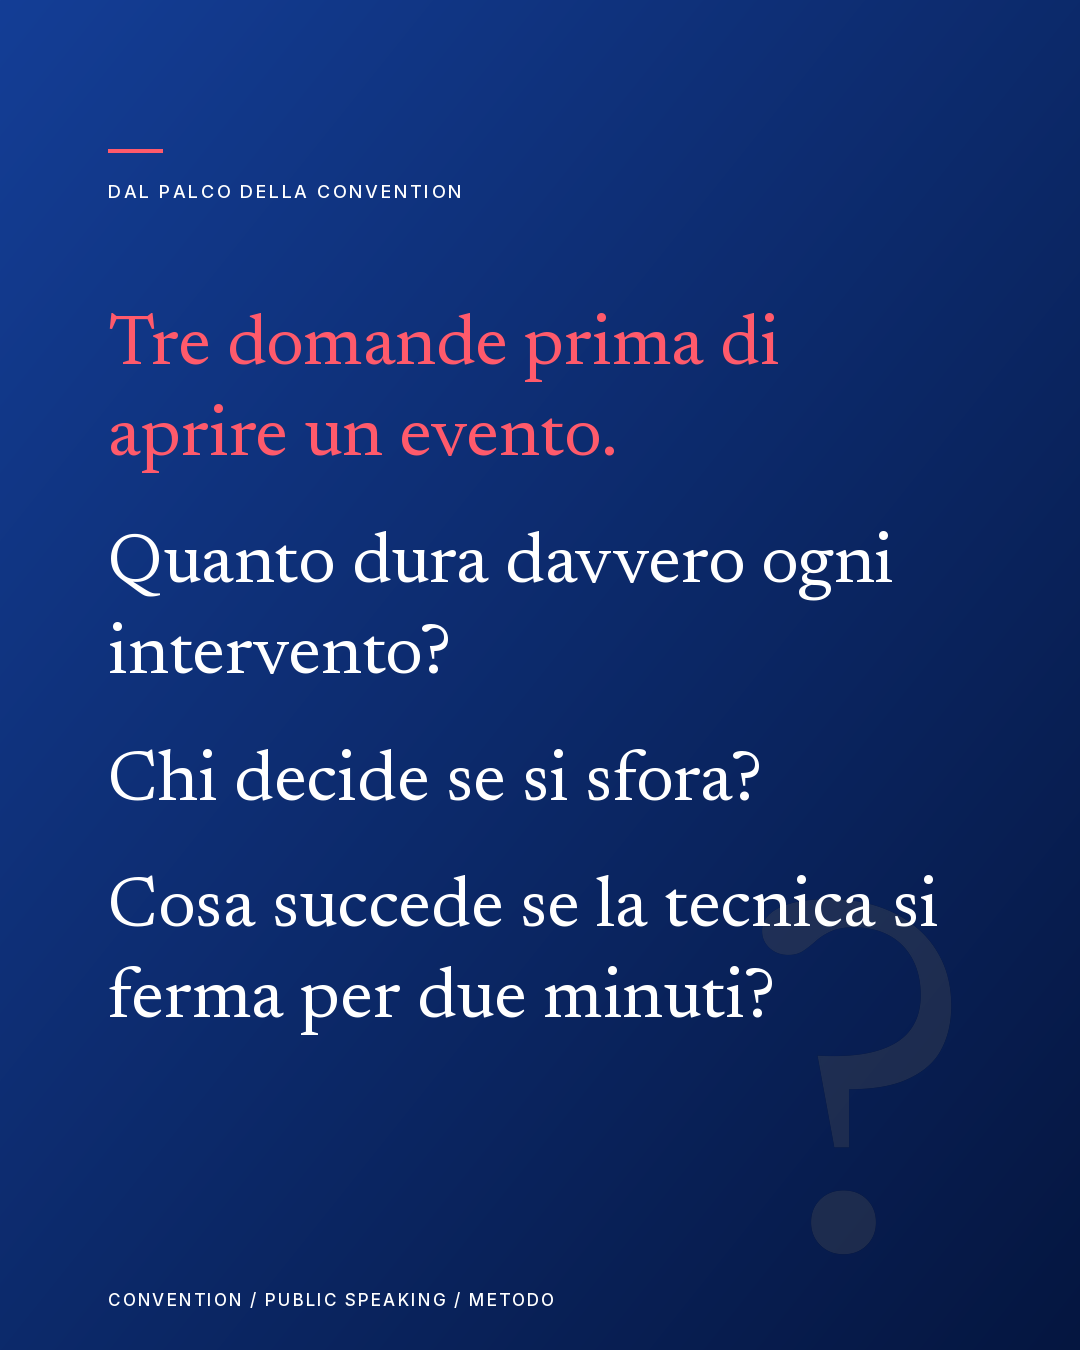 DAL PALCO DELLA CONVENTION
Tre domande prima di
aprire un evento.
Quanto dura davvero ogni
intervento?
Chi decide se si sfora?
Cosa succede se la tecnica si
ferma per due minuti?
?
CONVENTION / PUBLIC SPEAKING / METODO